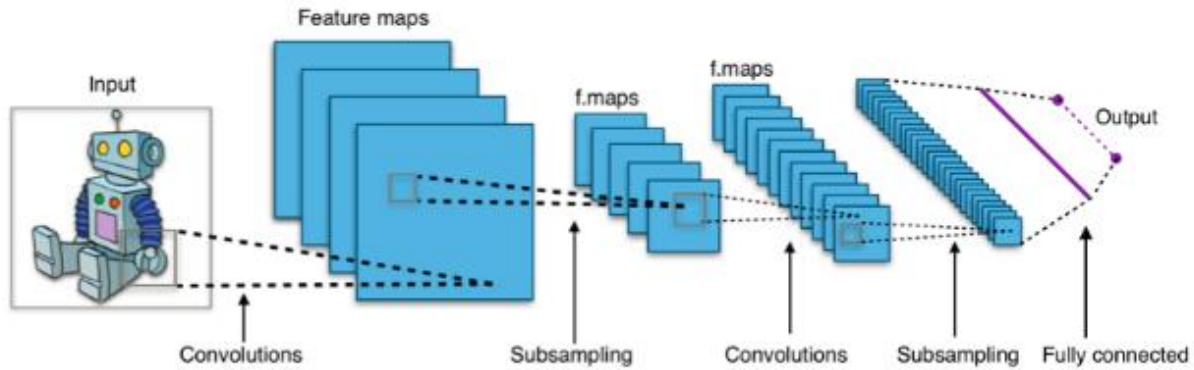 Feature maps
Input
f.maps
f.maps
Output
Convolutions
Subsampling
Convolutions
Subsampling
Fully connected